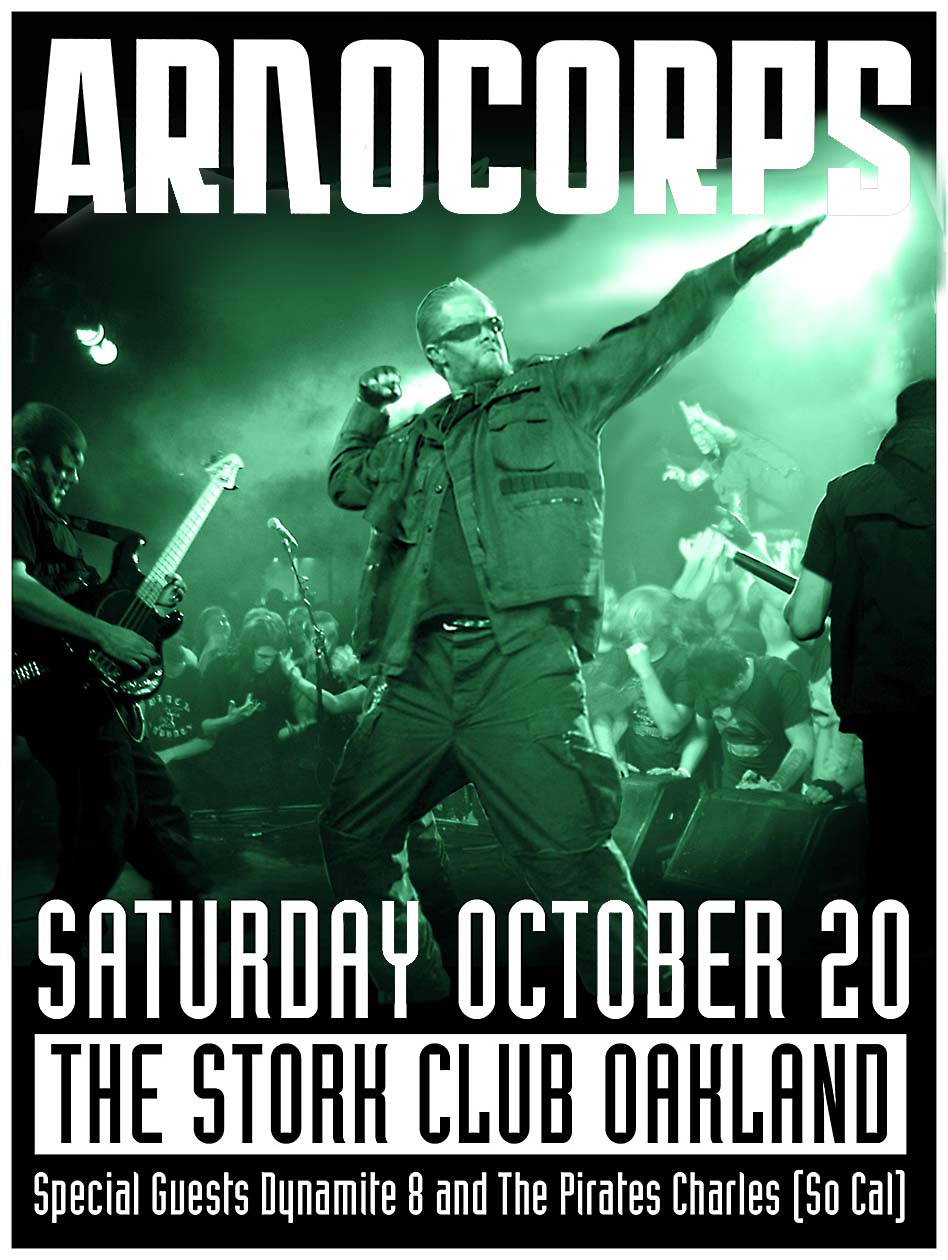 ARNOCORPS
SATURDAY OCTOBER 20
THE STORK CLUB OAKLAND
Special Guests Dynamite 8 and The Pirates Charles (So Cal)